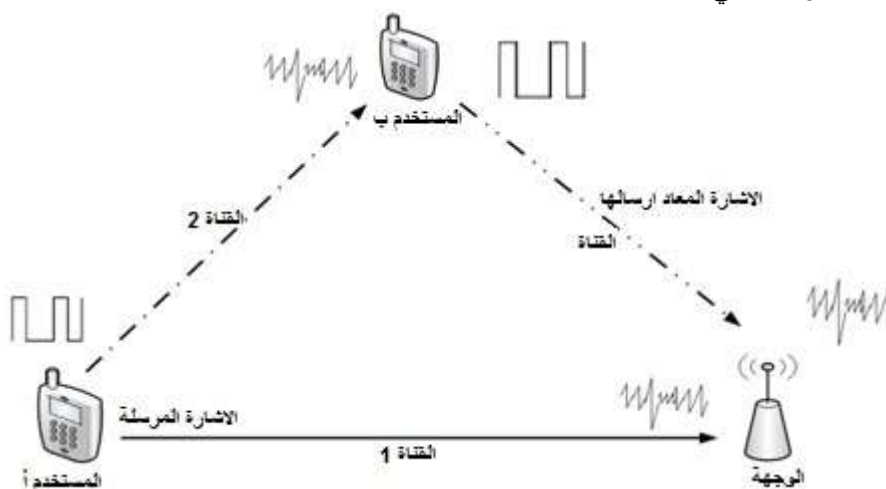 المستخدم ب
القناة 2
الاشارة المعاد ارسالها
القناة
الاشارة المرسلة
القناة 1
المستخدم أ
الوجهة